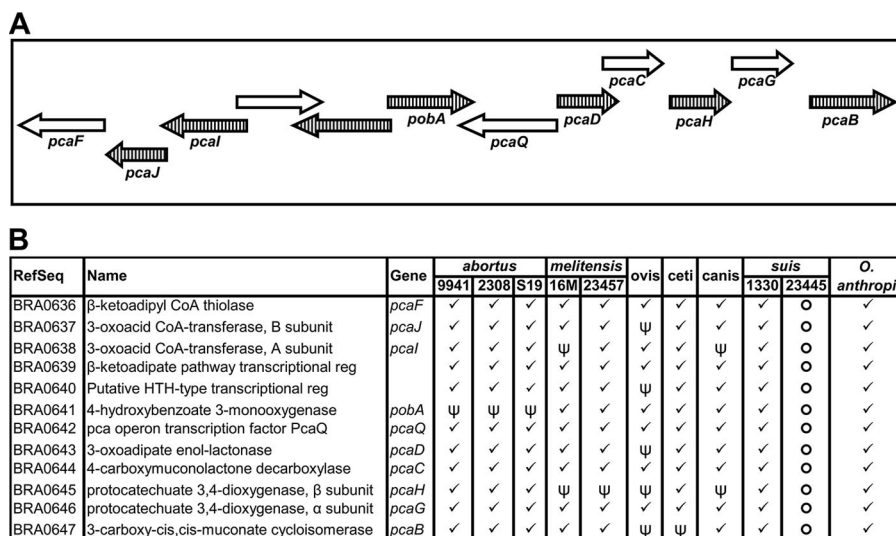 A
pcaC pcaG
pobA pcaD pcaH pcaB
pcaF pcaI pcaQ
pcaJ
B
RefSeq Name Gene abortus melitensis ovis ceti canis suis O. anthropi
9941 2308 S19 16M 23457 1330 23445
BRA0636 β-ketoadipyl CoA thiolase pcaF ✓ ✓ ✓ ✓ ✓ ✓ ✓ ✓ ✓ O ✓
BRA0637 3-oxoacid CoA-transferase, B subunit pcaJ ✓ ✓ ✓ ✓ ✓ ψ ✓ ✓ ✓ O ✓
BRA0638 3-oxoacid CoA-transferase, A subunit pcaI ✓ ✓ ✓ ψ ✓ ✓ ✓ ψ ✓ O ✓
BRA0639 β-ketoadipate pathway transcriptional reg ✓ ✓ ✓ ✓ ✓ ✓ ✓ ✓ ✓ O ✓
BRA0640 Putative HTH-type transcriptional reg ✓ ✓ ✓ ✓ ✓ ψ ✓ ✓ ✓ O ✓
BRA0641 4-hydroxybenzoate 3-monooxygenase pobA ψ ψ ψ ✓ ✓ ✓ ✓ ✓ ✓ O ✓
BRA0642 pca operon transcription factor PcaQ pcaQ ✓ ✓ ✓ ✓ ✓ ✓ ✓ ✓ ✓ O ✓
BRA0643 3-oxoadipate enol-lactonase pcaD ✓ ✓ ✓ ✓ ✓ ψ ✓ ✓ ✓ O ✓
BRA0644 4-carboxymuconolactone decarboxylase pcaC ✓ ✓ ✓ ✓ ✓ ✓ ✓ ✓ ✓ O ✓
BRA0645 protocatechuate 3,4-dioxygenase, β subunit pcaH ✓ ✓ ✓ ψ ψ ψ ✓ ψ ✓ O ✓
BRA0646 protocatechuate 3,4-dioxygenase, α subunit pcaG ✓ ✓ ✓ ✓ ✓ ✓ ✓ ✓ ✓ O ✓
BRA0647 3-carboxy-cis,cis-muconate cycloisomerase pcaB ✓ ✓ ✓ ✓ ✓ ψ ψ ✓ ✓ O ✓